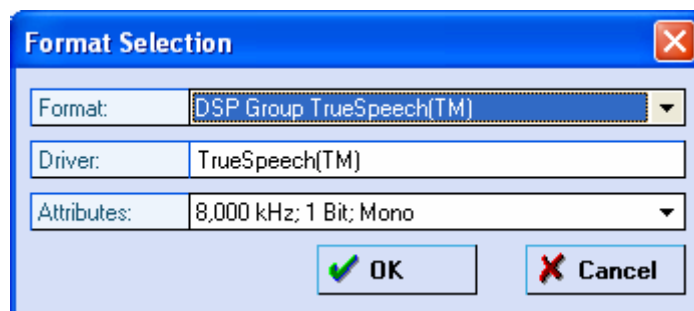 Format Selection
Format: DSP Group TrueSpeech(TM)
Driver: TrueSpeech(TM)
Attributes: 8,000 kHz; 1 Bit; Mono
OK Cancel